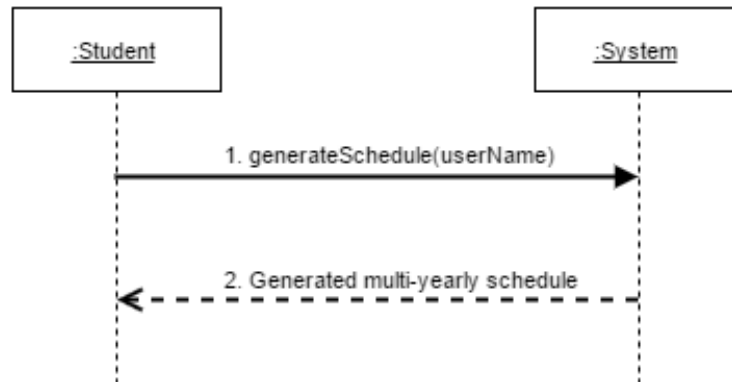 :Student
:System
1. generateSchedule(userName)
2. Generated multi-yearly schedule